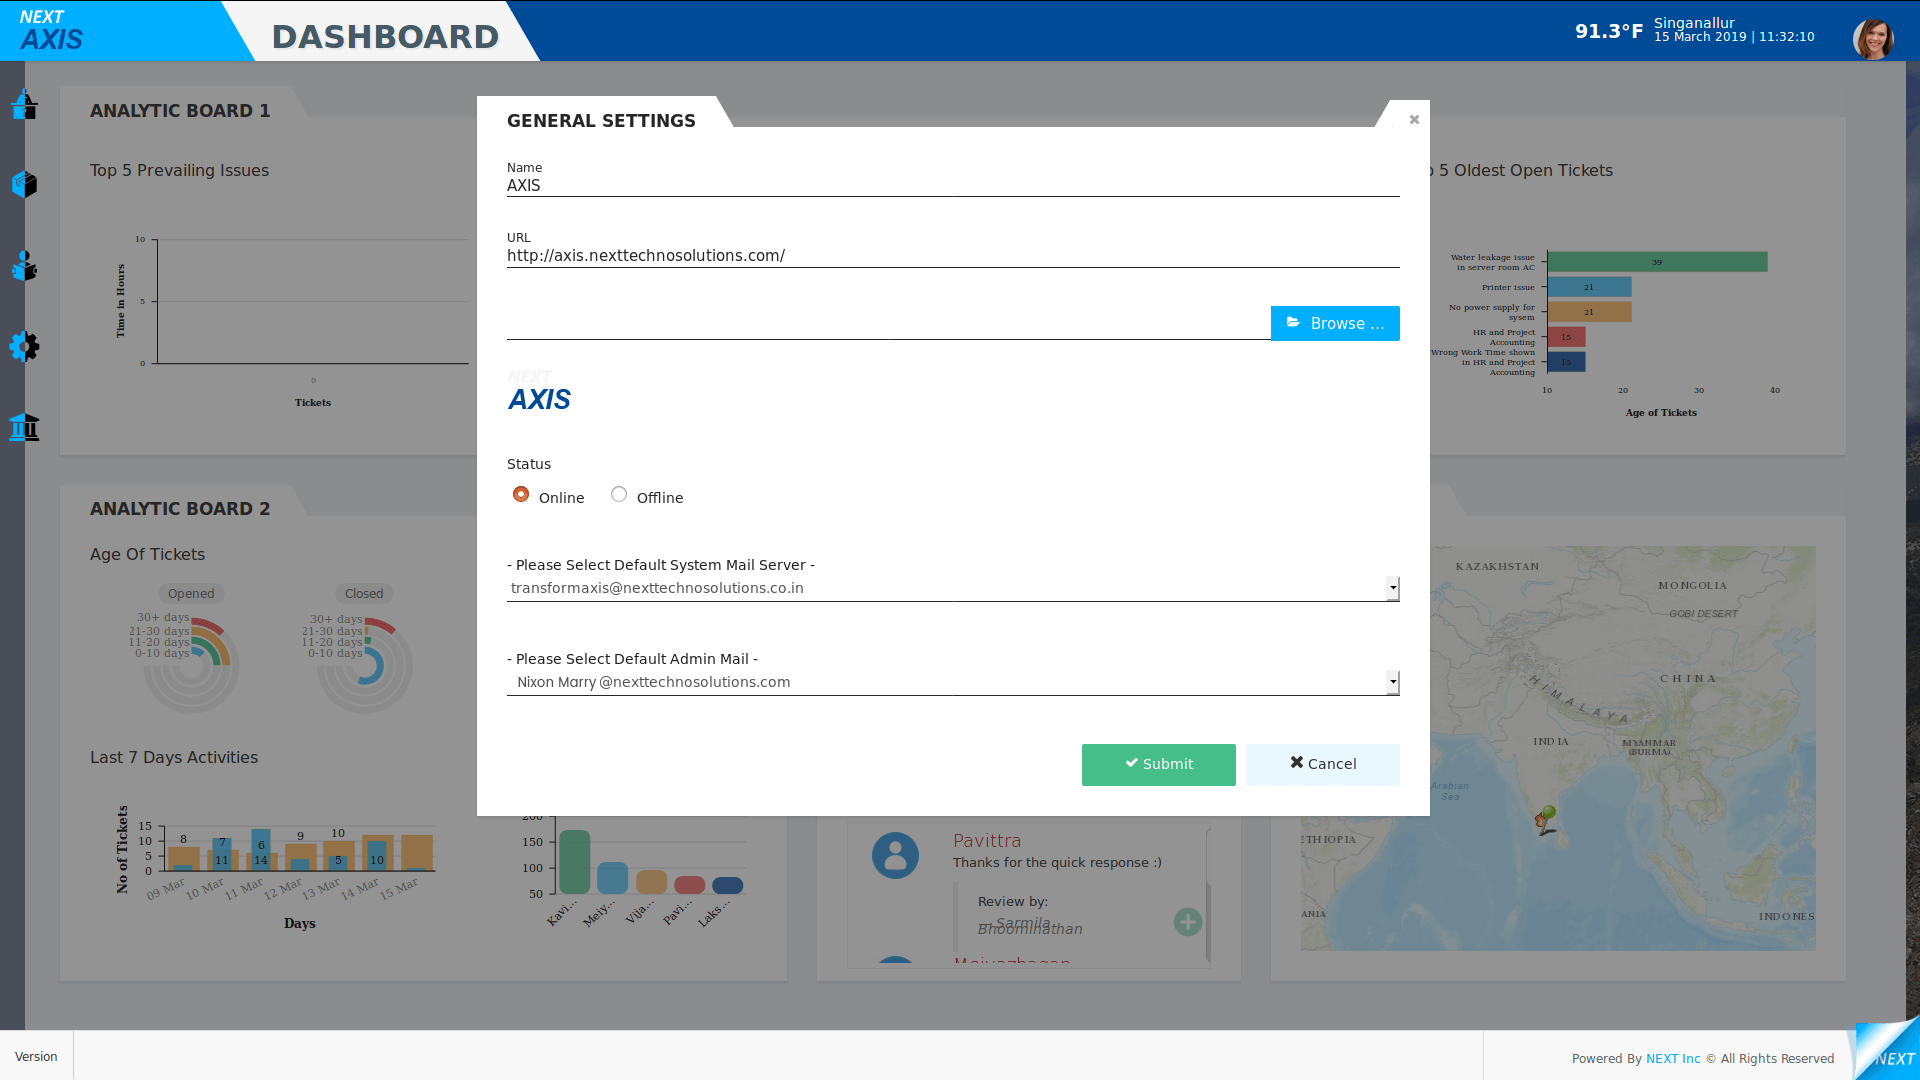 NEXT
AXIS
DASHBOARD
91.3°F
Singanallur
15 March 2019 | 11:32:10
ANALYTIC BOARD 1
Top 5 Prevailing Issues
10
5
0
Time in Hours
D
Tickets
GENERAL SETTINGS
Name
AXIS
URL
http://axis.nexttechnosolutions.com/
Browse ...
NEXT
AXIS
Status
Online
Offline
- Please Select Default System Mail Server -
transformaxis@nexttechnosolutions.co.in
- Please Select Default Admin Mail -
Nixon Marry @nexttechnosolutions.com
Submit
Cancel
5 Oldest Open Tickets
Water leakage issue
in server room AC
39
Printer issue
21
No power supply for
sysem
21
HR and Project
Accounting
15
Wrong Work Time shown
in HR and Project
Accounting
15
10 20 30 40
Age of Tickets
ANALYTIC BOARD 2
Age Of Tickets
Opened
30+ days
21-30 days
11-20 days
0-10 days
Closed
30+ days
21-30 days
11-20 days
0-10 days
Last 7 Days Activities
No of Tickets
15
10
5
0
8 7 11 6 14 9 10 5 10
09 Mar 10 Mar 11 Mar 12 Mar 13 Mar 14 Mar 15 Mar
Days
200
150
100
50
Kavi... Meiy... Vija... Pavi... Laks...
Pavittra
Thanks for the quick response :)
Review by:
— Sarmila
Bhoominathan
Meiyazhagan
KAZAKHSTAN
MONGOLIA
GOBI DESERT
CHINA
HIMALAYA
INDIA
MYANMAR
(BURMA)
Arabian
Sea
ETHIOPIA
ANIA
INDONES
Version
Powered By NEXT Inc © All Rights Reserved
NEXT